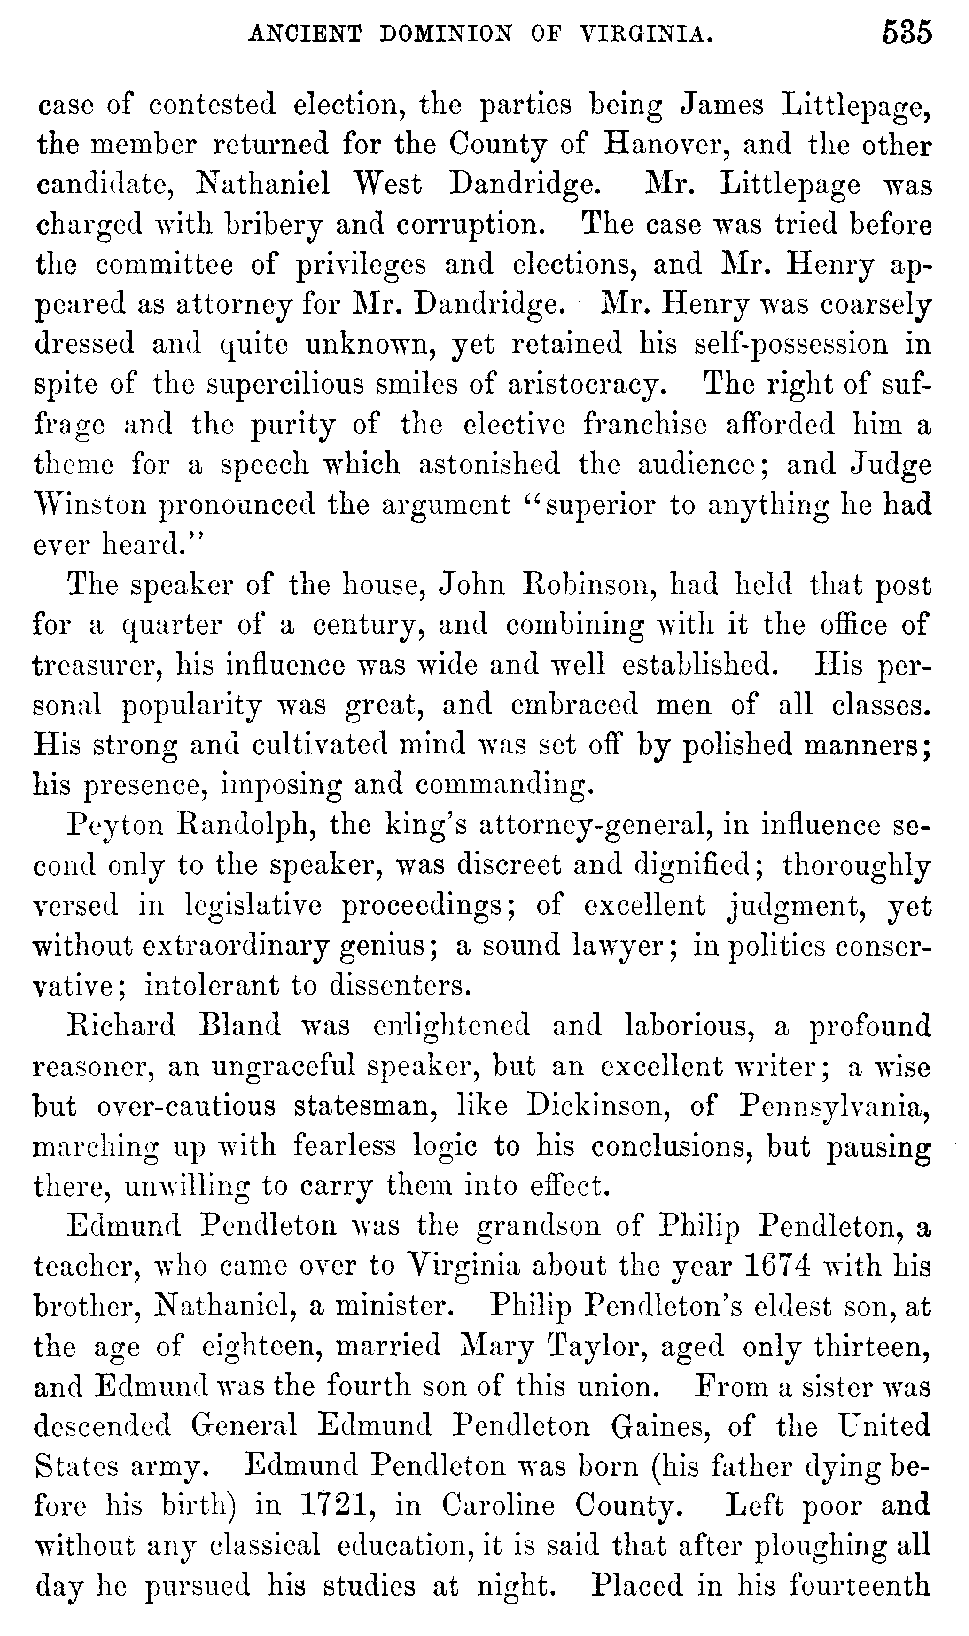 ANCIENT DOMINION OF VIRGINIA. 535
case of contested election, the parties being James Littlepage,
the member returned for the County of Hanover, and the other
candidate, Nathaniel West Dandridge. Mr. Littlepage was
charged with bribery and corruption. The case was tried before
the committee of privileges and elections, and Mr. Henry ap-
peared as attorney for Mr. Dandridge. Mr. Henry was coarsely
dressed and quite unknown, yet retained his self-possession in
spite of the supercilious smiles of aristocracy. The right of suf-
frage and the purity of the elective franchise afforded him a
theme for a speech which astonished the audience; and Judge
Winston pronounced the argument "superior to anything he had
ever heard."
The speaker of the house, John Robinson, had held that post
for a quarter of a century, and combining with it the office of
treasurer, his influence was wide and well established. His per-
sonal popularity was great, and embraced men of all classes.
His strong and cultivated mind was set off by polished manners;
his presence, imposing and commanding.
Peyton Randolph, the king's attorney-general, in influence se-
cond only to the speaker, was discreet and dignified; thoroughly
versed in legislative proceedings; of excellent judgment, yet
without extraordinary genius; a sound lawyer; in politics conser-
vative; intolerant to dissenters.
Richard Bland was enlightened and laborious, a profound
reasoner, an ungraceful speaker, but an excellent writer; a wise
but over-cautious statesman, like Dickinson, of Pennsylvania,
marching up with fearless logic to his conclusions, but pausing
there, unwilling to carry them into effect.
Edmund Pendleton was the grandson of Philip Pendleton, a
teacher, who came over to Virginia about the year 1674 with his
brother, Nathaniel, a minister. Philip Pendleton's eldest son, at
the age of eighteen, married Mary Taylor, aged only thirteen,
and Edmund was the fourth son of this union. From a sister was
descended General Edmund Pendleton Gaines, of the United
States army. Edmund Pendleton was born (his father dying be-
fore his birth) in 1721, in Caroline County. Left poor and
without any classical education, it is said that after ploughing all
day he pursued his studies at night. Placed in his fourteenth